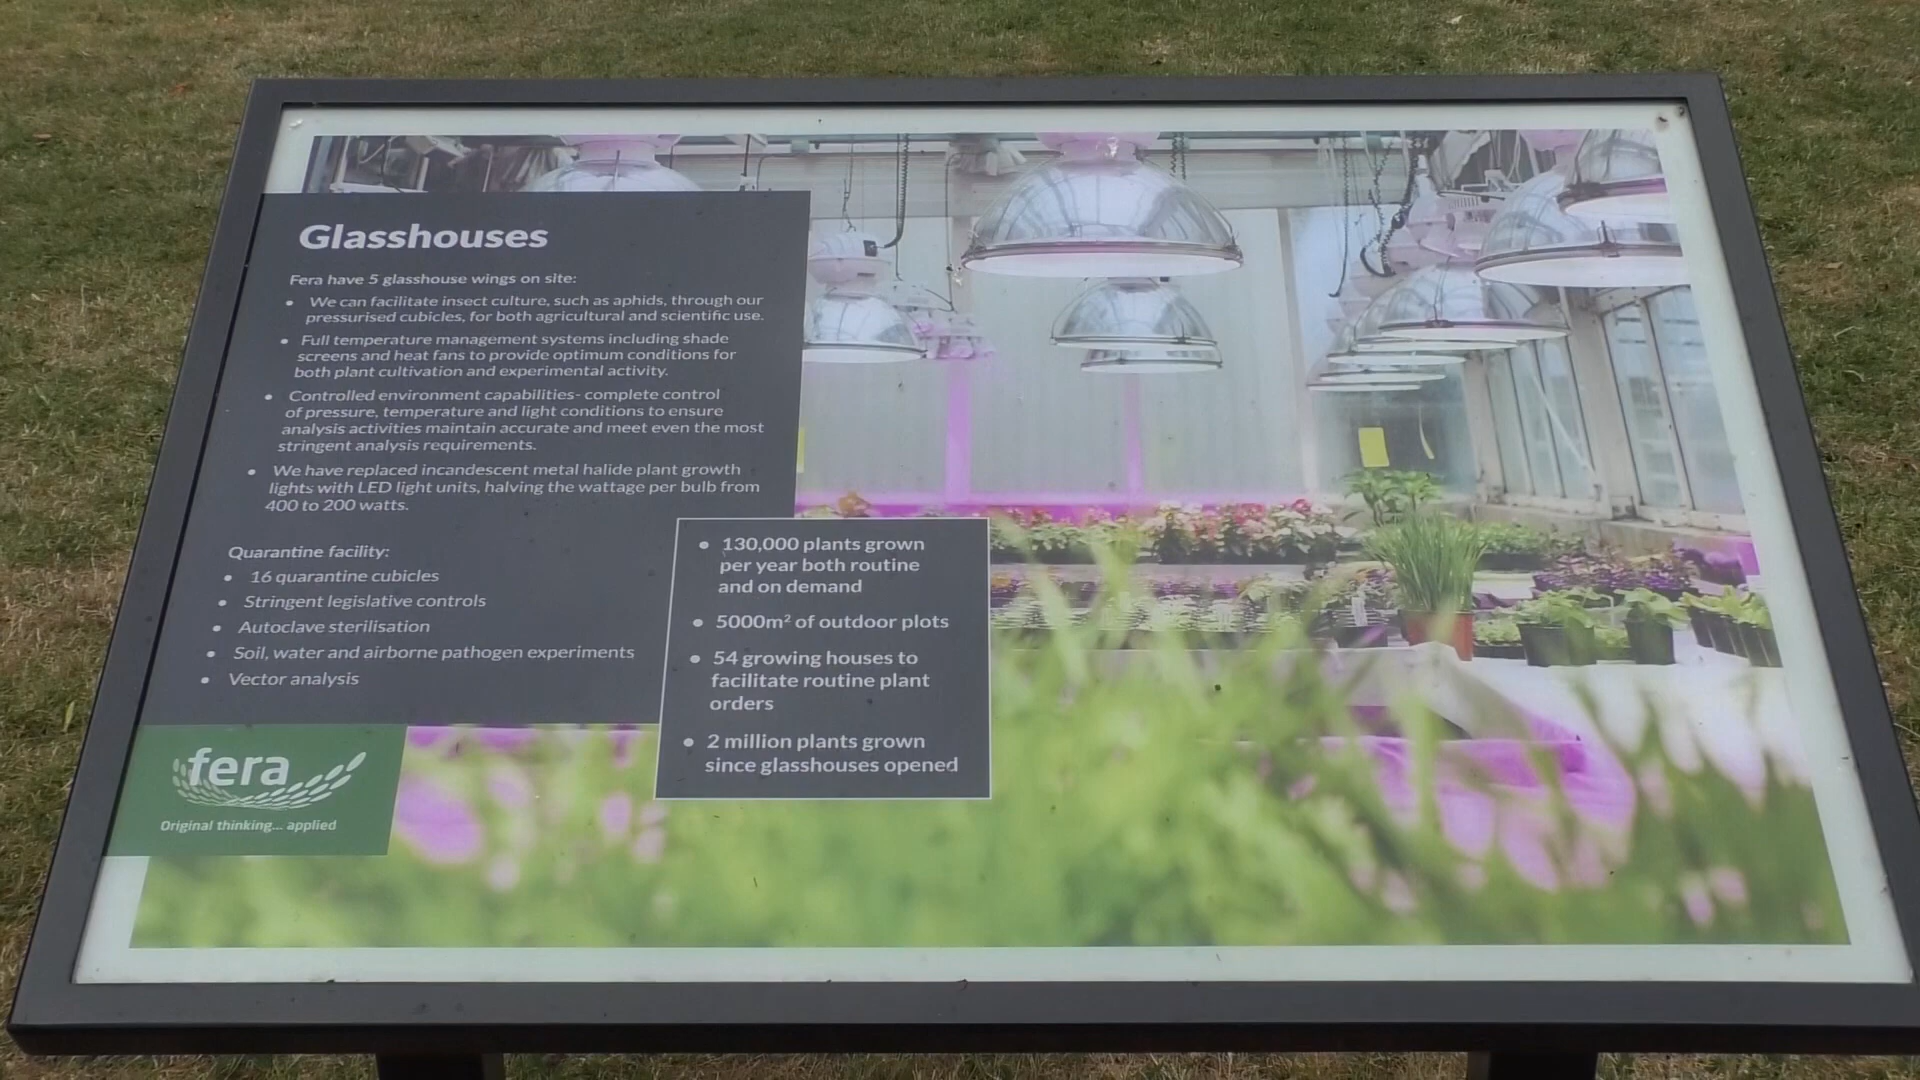 Glasshouses
Fera have 5 glasshouse wings on site:
• We can facilitate insect culture, such as aphids, through our
pressurised cubicles, for both agricultural and scientific use.
• Full temperature management systems including shade
screens and heat fans to provide optimum conditions for
both plant cultivation and experimental activity.
• Controlled environment capabilities- complete control
of pressure, temperature and light conditions to ensure
analysis activities maintain accurate and meet even the most
stringent analysis requirements.
• We have replaced incandescent metal halide plant growth
lights with LED light units, halving the wattage per bulb from
400 to 200 watts.
Quarantine facility:
• 16 quarantine cubicles
• Stringent legislative controls
• Autoclave sterilisation
• Soil, water and airborne pathogen experiments
• Vector analysis
• 130,000 plants grown
per year both routine
and on demand
• 5000m² of outdoor plots
• 54 growing houses to
facilitate routine plant
orders
• 2 million plants grown
since glasshouses opened
fera
Original thinking... applied